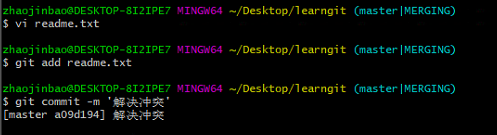 zhaojinbao@DESKTOP-8I2IPE7 MINGW64 ~/Desktop/learngit (master|MERGING)
$ vi readme.txt
zhaojinbao@DESKTOP-8I2IPE7 MINGW64 ~/Desktop/learngit (master|MERGING)
$ git add readme.txt
zhaojinbao@DESKTOP-8I2IPE7 MINGW64 ~/Desktop/learngit (master|MERGING)
$ git commit -m '解决冲突'
[master a09d194] 解决冲突